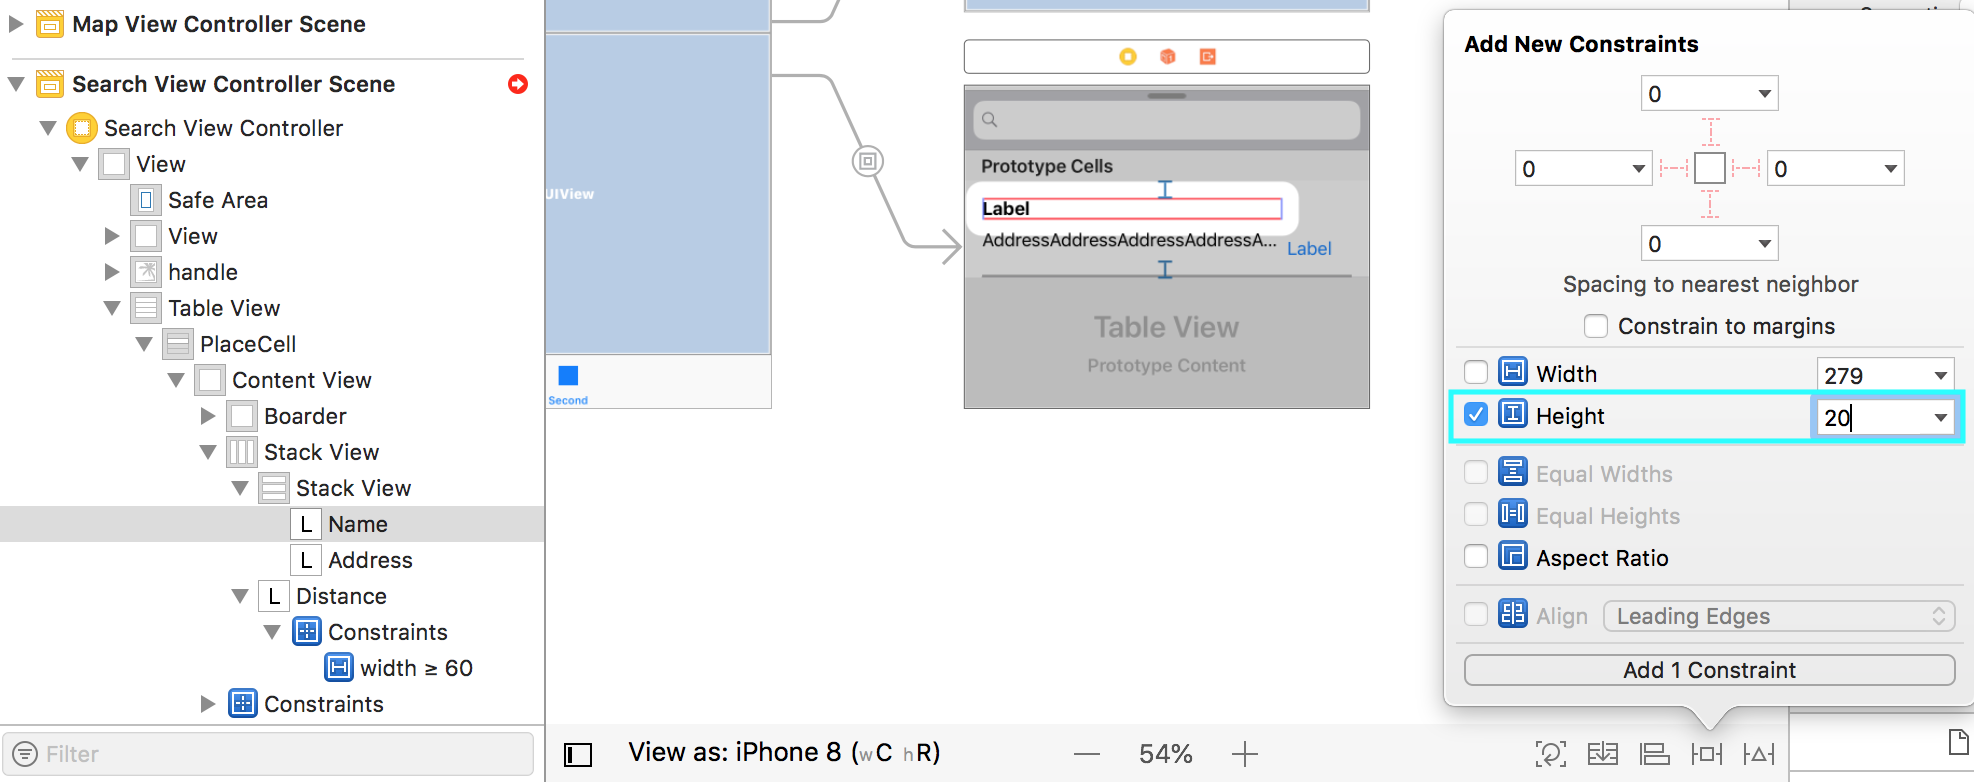 Map View Controller Scene
Search View Controller Scene
Search View Controller
View
Safe Area
View
handle
Table View
PlaceCell
Content View
Boarder
Stack View
Stack View
L Name
L Address
L Distance
Constraints
width ≥ 60
Constraints
Filter
UIView
Second
Prototype Cells
Label
AddressAddressAddressAddressA...
Label
Table View
Prototype Content
View as: iPhone 8 (wC hR)
54%
Add New Constraints
0
0
0
0
Spacing to nearest neighbor
Constrain to margins
Width 279
Height 20
Equal Widths
Equal Heights
Aspect Ratio
Align Leading Edges
Add 1 Constraint